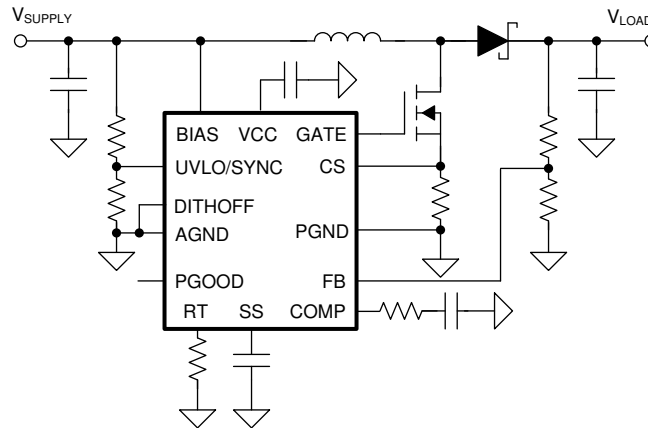 VSUPPLY
VLOAD
BIAS VCC GATE
UVLO/SYNC CS
DITHOFF
AGND PGND
PGOOD FB
RT SS COMP